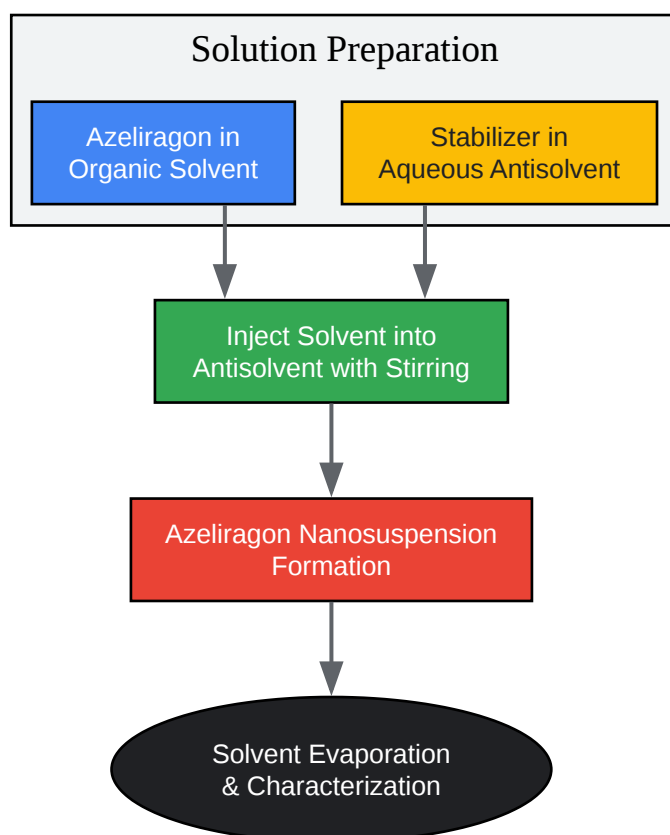 Solution Preparation
Azeliragon in
Organic Solvent
Stabilizer in
Aqueous Antisolvent
Inject Solvent into
Antisolvent with Stirring
Azeliragon Nanosuspension
Formation
Solvent Evaporation
& Characterization